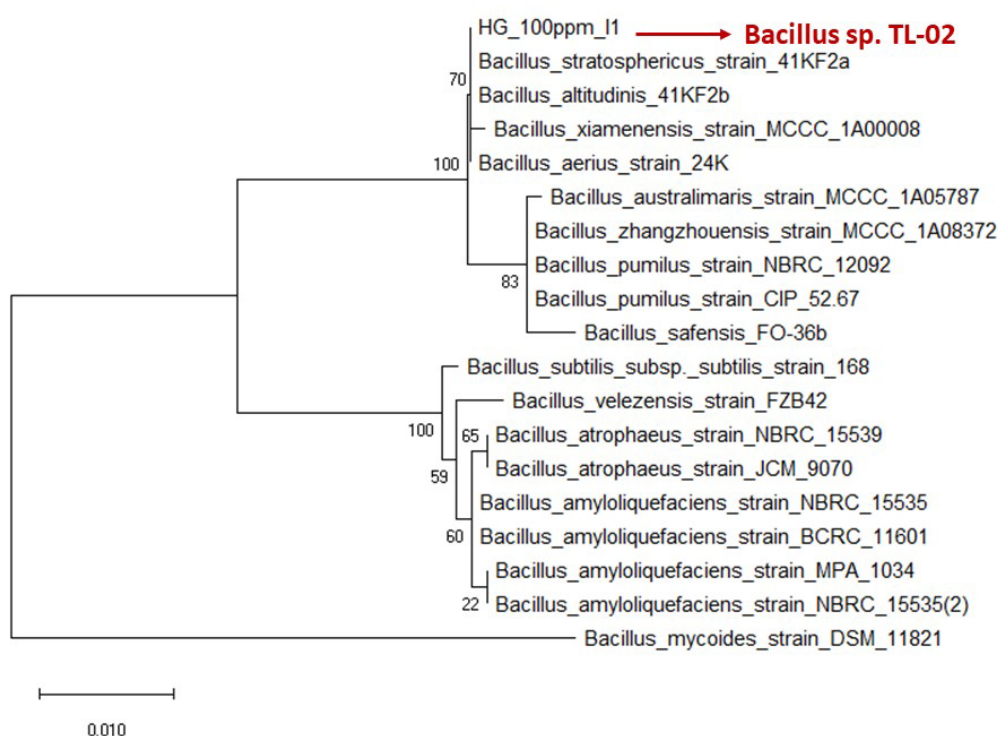 HG_100ppm_I1
Bacillus sp. TL-02
Bacillus_stratosphericus_strain_41KF2a
70
Bacillus_altitudinis_41KF2b
Bacillus_xiamenensis_strain_MCCC_1A00008
100
Bacillus_aerius_strain_24K
Bacillus_australimaris_strain_MCCC_1A05787
Bacillus_zhangzhouensis_strain_MCCC_1A08372
Bacillus_pumilus_strain_NBRC_12092
83
Bacillus_pumilus_strain_CIP_52.67
Bacillus_safensis_FO-36b
Bacillus_subtilis_subsp._subtilis_strain_168
Bacillus_velezensis_strain_FZB42
100
65
Bacillus_atrophaeus_strain_NBRC_15539
Bacillus_atrophaeus_strain_JCM_9070
59
Bacillus_amyloliquefaciens_strain_NBRC_15535
Bacillus_amyloliquefaciens_strain_BCRC_11601
60
Bacillus_amyloliquefaciens_strain_MPA_1034
22
Bacillus_amyloliquefaciens_strain_NBRC_15535(2)
Bacillus_mycoides_strain_DSM_11821
0.010